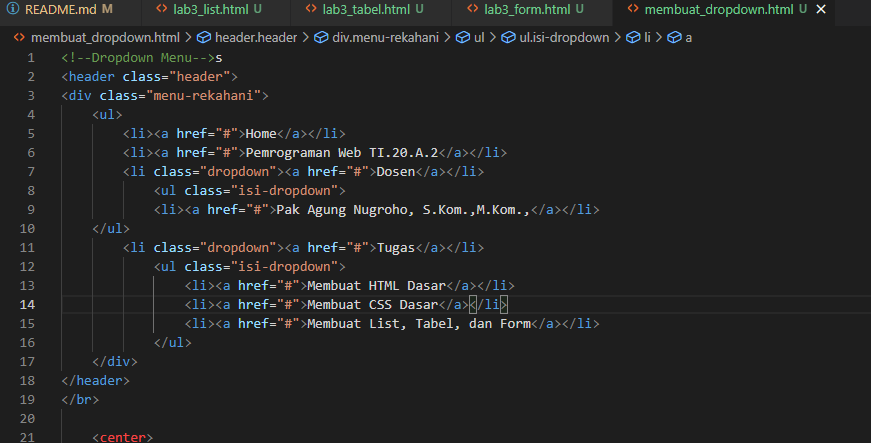 README.md M lab3_list.html U lab3_tabel.html U lab3_form.html U membuat_dropdown.html U
membuat_dropdown.html > header.header > div.menu-rekahani > ul > ul.isi-dropdown > li > a
1 <!--Dropdown Menu-->s
2 <header class="header">
3 <div class="menu-rekahani">
4 <ul>
5 <li><a href="#">Home</a></li>
6 <li><a href="#">Pemrograman Web TI.20.A.2</a></li>
7 <li class="dropdown"><a href="#">Dosen</a></li>
8 <ul class="isi-dropdown">
9 <li><a href="#">Pak Agung Nugroho, S.Kom.,M.Kom.,</a></li>
10 </ul>
11 <li class="dropdown"><a href="#">Tugas</a></li>
12 <ul class="isi-dropdown">
13 <li><a href="#">Membuat HTML Dasar</a></li>
14 <li><a href="#">Membuat CSS Dasar</a></li>
15 <li><a href="#">Membuat List, Tabel, dan Form</a></li>
16 </ul>
17 </div>
18 </header>
19 </br>
20
21 <center>